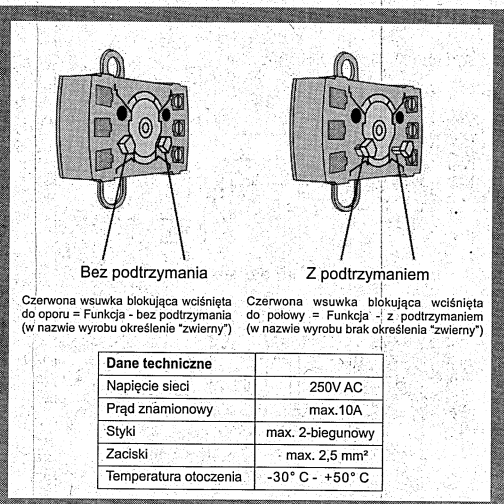 Bez podtrzymania
Czerwona wsuwka blokująca wciśnięta
do oporu = Funkcja - bez podtrzymania
(w nazwie wyrobu określenie "zwierny")
Z podtrzymaniem
Czerwona wsuwka blokująca wciśnięta
do połowy = Funkcja - z podtrzymaniem
(w nazwie wyrobu brak określenia "zwierny")
Dane techniczne
Napięcie sieci 250V AC
Prąd znamionowy max.10A
Styki max. 2-biegunowy
Zaciski max. 2,5 mm²
Temperatura otoczenia -30° C - +50° C